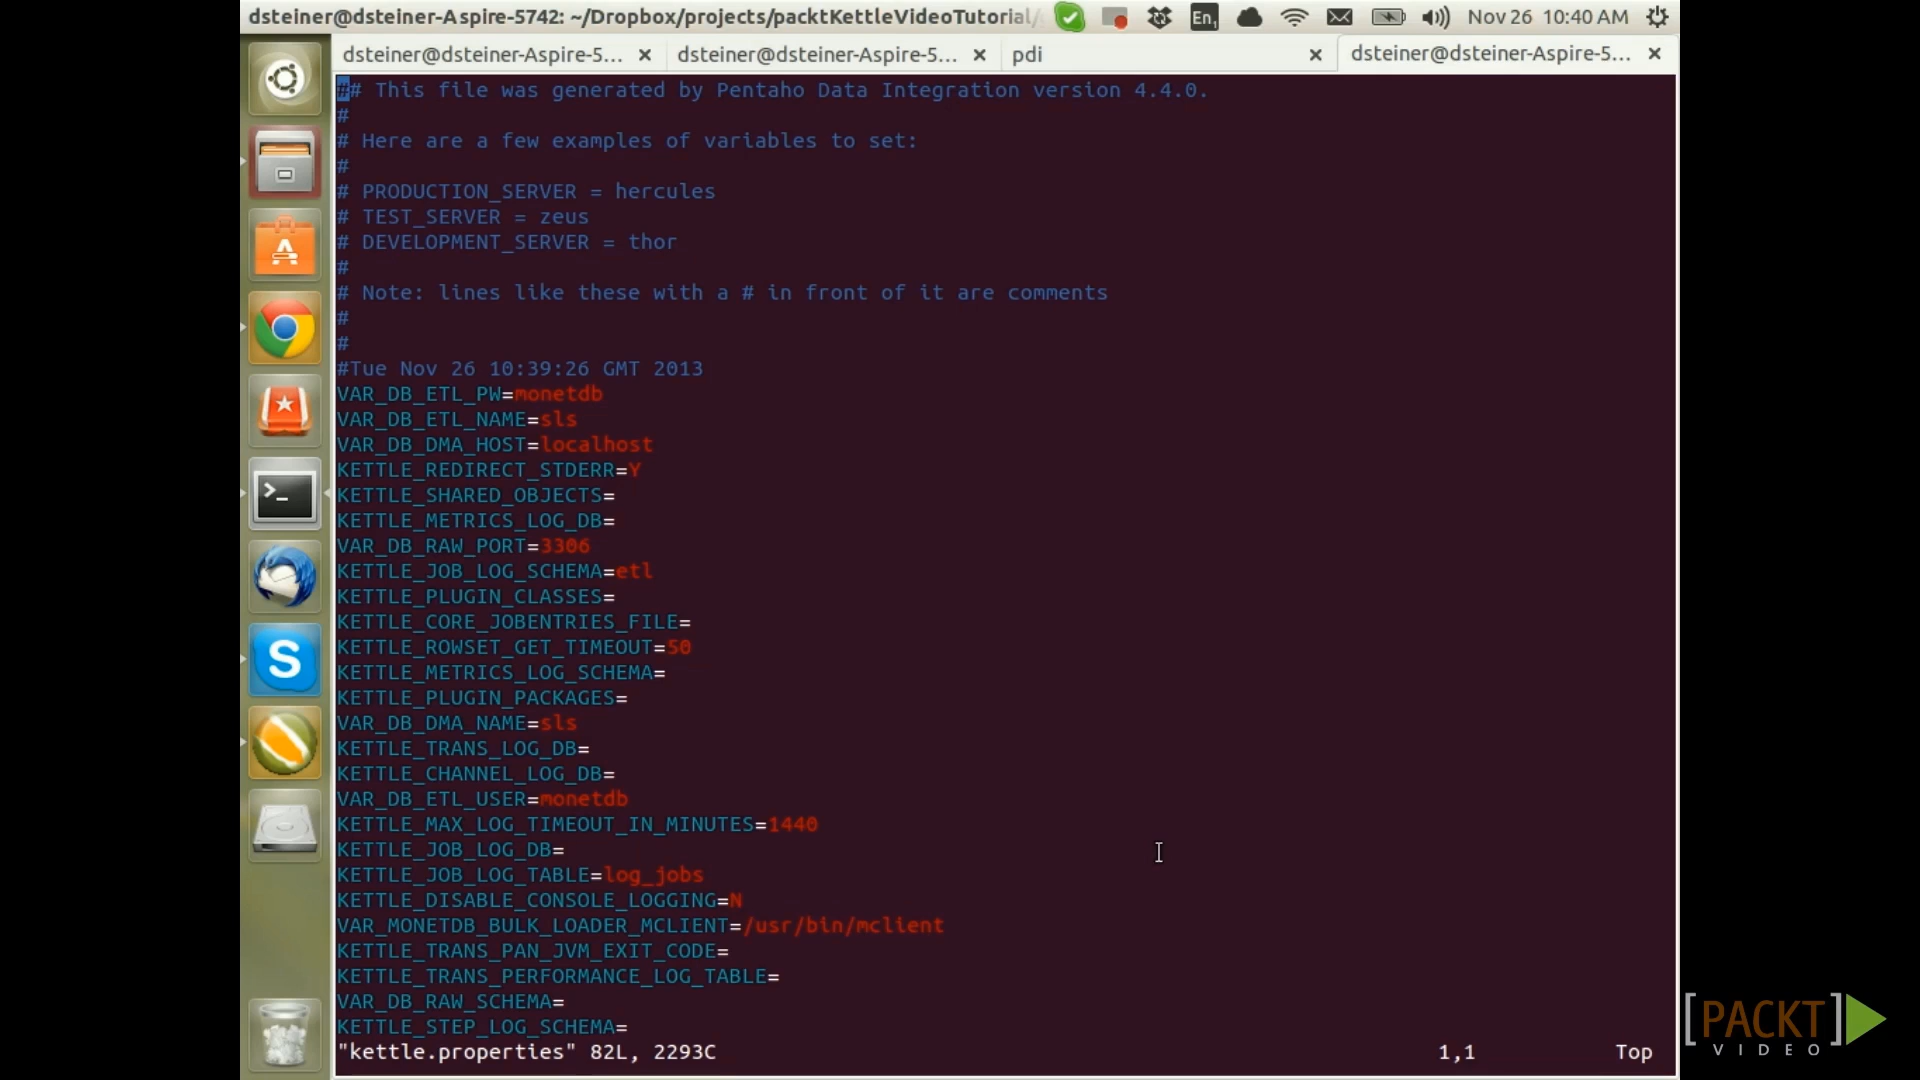 dsteiner@dsteiner-Aspire-5742: ~/Dropbox/projects/packtKettleVideoTutorial/
En1
Nov 26 10:40 AM
dsteiner@dsteiner-Aspire-5... × dsteiner@dsteiner-Aspire-5... × pdi × dsteiner@dsteiner-Aspire-5... ×
## This file was generated by Pentaho Data Integration version 4.4.0.
#
# Here are a few examples of variables to set:
#
# PRODUCTION_SERVER = hercules
# TEST_SERVER = zeus
# DEVELOPMENT_SERVER = thor
#
# Note: lines like these with a # in front of it are comments
#
#
#Tue Nov 26 10:39:26 GMT 2013
VAR_DB_ETL_PW=monetdb
VAR_DB_ETL_NAME=sls
VAR_DB_DMA_HOST=localhost
KETTLE_REDIRECT_STDERR=Y
KETTLE_SHARED_OBJECTS=
KETTLE_METRICS_LOG_DB=
VAR_DB_RAW_PORT=3306
KETTLE_JOB_LOG_SCHEMA=etl
KETTLE_PLUGIN_CLASSES=
KETTLE_CORE_JOBENTRIES_FILE=
KETTLE_ROWSET_GET_TIMEOUT=50
KETTLE_METRICS_LOG_SCHEMA=
KETTLE_PLUGIN_PACKAGES=
VAR_DB_DMA_NAME=sls
KETTLE_TRANS_LOG_DB=
KETTLE_CHANNEL_LOG_DB=
VAR_DB_ETL_USER=monetdb
KETTLE_MAX_LOG_TIMEOUT_IN_MINUTES=1440
KETTLE_JOB_LOG_DB=
KETTLE_JOB_LOG_TABLE=log_jobs
KETTLE_DISABLE_CONSOLE_LOGGING=N
VAR_MONETDB_BULK_LOADER_MCLIENT=/usr/bin/mclient
KETTLE_TRANS_PAN_JVM_EXIT_CODE=
KETTLE_TRANS_PERFORMANCE_LOG_TABLE=
VAR_DB_RAW_SCHEMA=
KETTLE_STEP_LOG_SCHEMA=
"kettle.properties" 82L, 2293C 1,1 Top
[PACKT]
VIDEO